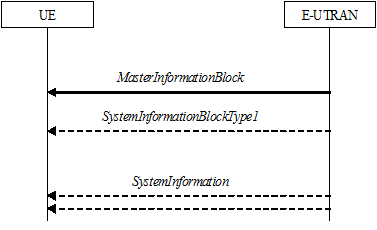 UE E-UTRAN
MasterInformationBlock
SystemInformationBlockType1
SystemInformation